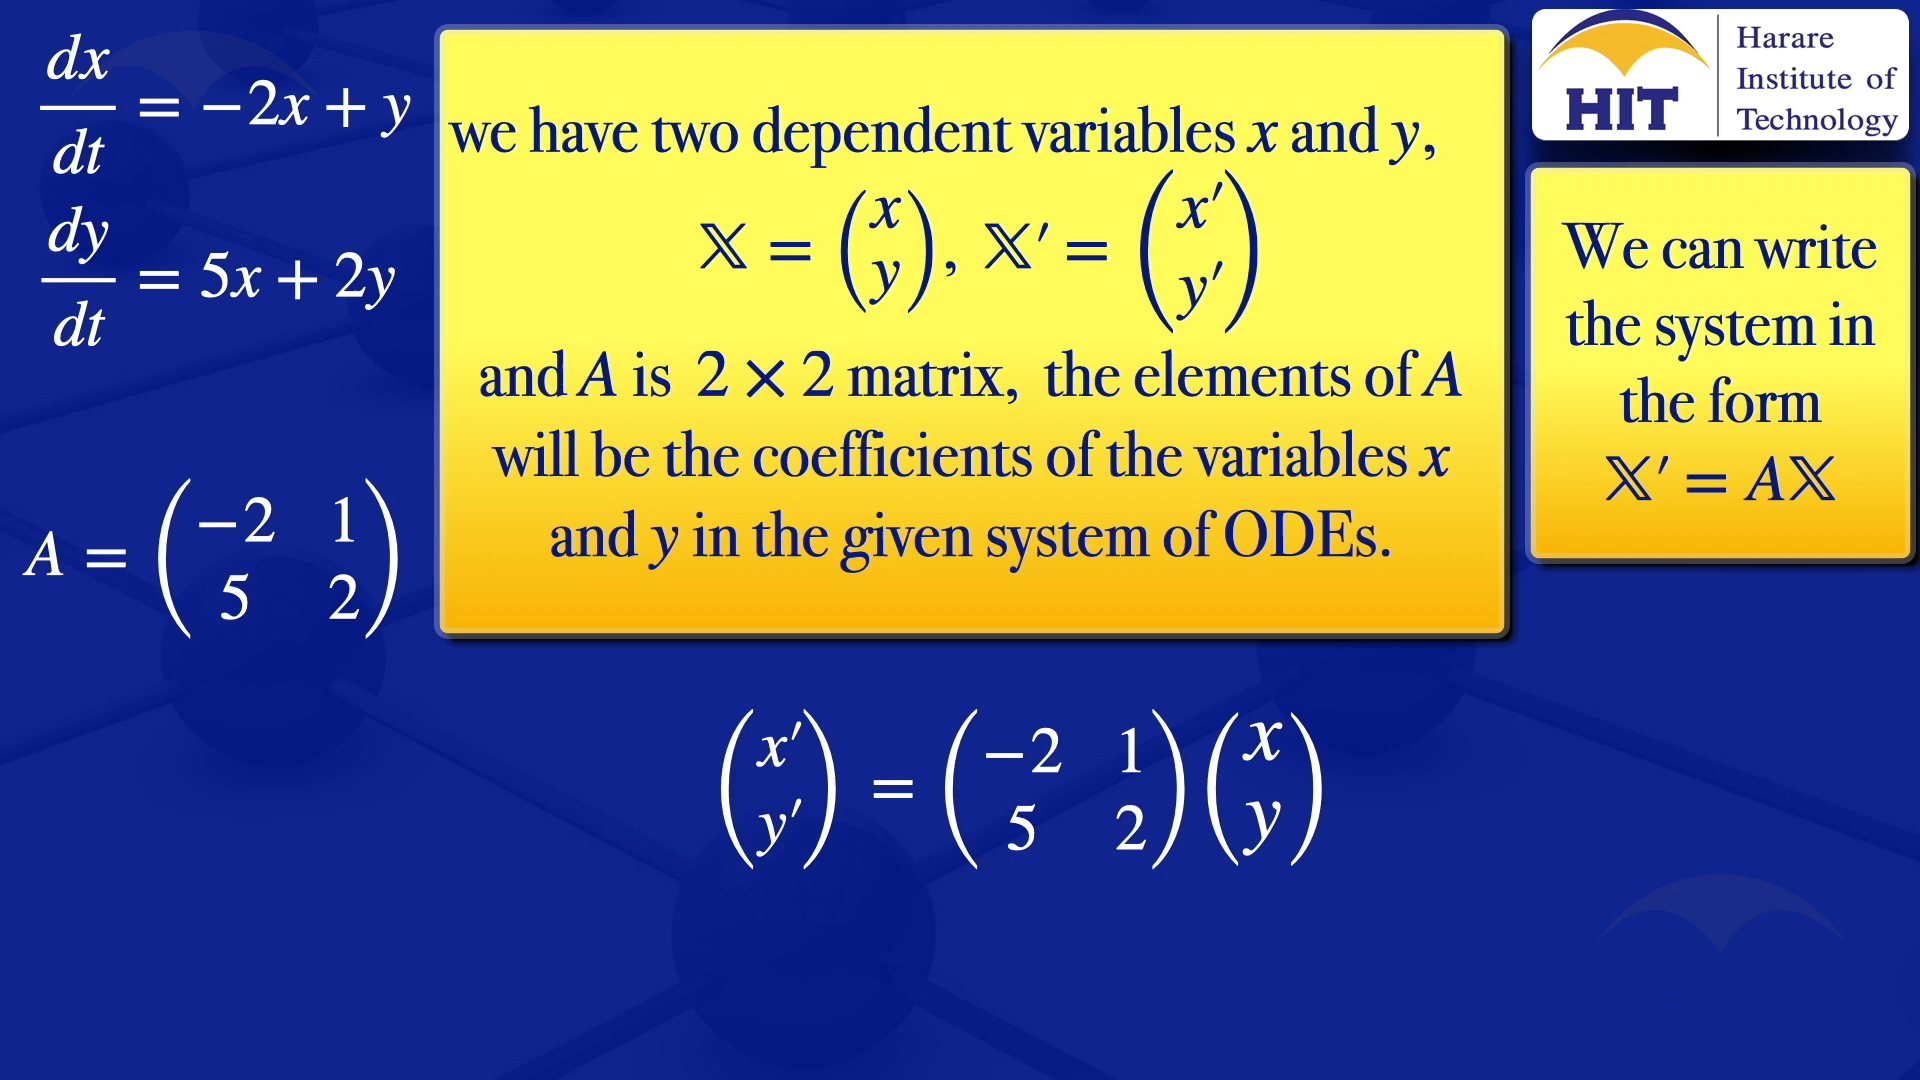 dx/dt = −2x + y
dy/dt = 5x + 2y
A = (−2 1
5 2)
we have two dependent variables x and y,
𝕏 = (x y), 𝕏′ = (x′ y′)
and A is 2 × 2 matrix, the elements of A
will be the coefficients of the variables x
and y in the given system of ODEs.
HIT
Harare
Institute of
Technology
We can write
the system in
the form
𝕏′ = A𝕏
(x′ y′) = (−2 1
5 2)(x y)